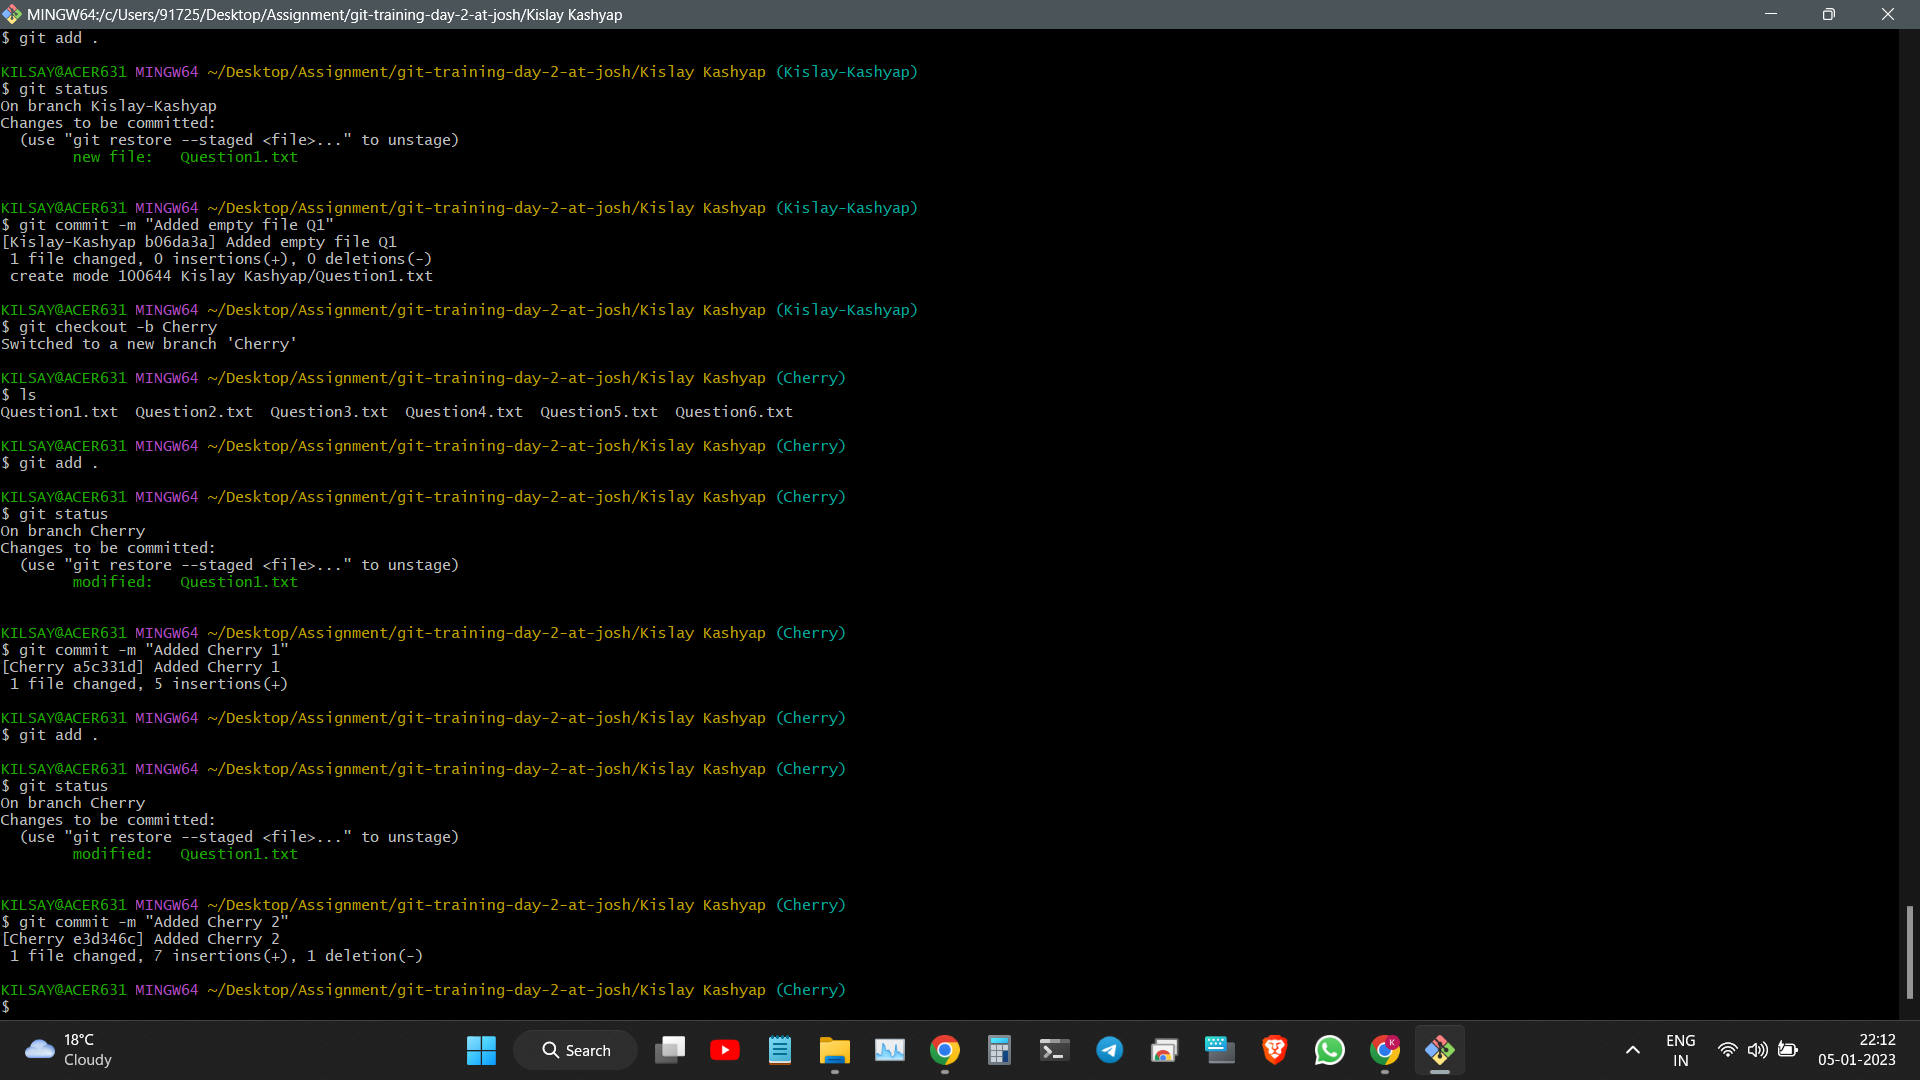 MINGW64:/c/Users/91725/Desktop/Assignment/git-training-day-2-at-josh/Kislay Kashyap
$ git add .
KILSAY@ACER631 MINGW64 ~/Desktop/Assignment/git-training-day-2-at-josh/Kislay Kashyap (Kislay-Kashyap)
$ git status
On branch Kislay-Kashyap
Changes to be committed:
  (use "git restore --staged <file>..." to unstage)
        new file:   Question1.txt
KILSAY@ACER631 MINGW64 ~/Desktop/Assignment/git-training-day-2-at-josh/Kislay Kashyap (Kislay-Kashyap)
$ git commit -m "Added empty file Q1"
[Kislay-Kashyap b06da3a] Added empty file Q1
 1 file changed, 0 insertions(+), 0 deletions(-)
 create mode 100644 Kislay Kashyap/Question1.txt
KILSAY@ACER631 MINGW64 ~/Desktop/Assignment/git-training-day-2-at-josh/Kislay Kashyap (Kislay-Kashyap)
$ git checkout -b Cherry
Switched to a new branch 'Cherry'
KILSAY@ACER631 MINGW64 ~/Desktop/Assignment/git-training-day-2-at-josh/Kislay Kashyap (Cherry)
$ ls
Question1.txt  Question2.txt  Question3.txt  Question4.txt  Question5.txt  Question6.txt
KILSAY@ACER631 MINGW64 ~/Desktop/Assignment/git-training-day-2-at-josh/Kislay Kashyap (Cherry)
$ git add .
KILSAY@ACER631 MINGW64 ~/Desktop/Assignment/git-training-day-2-at-josh/Kislay Kashyap (Cherry)
$ git status
On branch Cherry
Changes to be committed:
  (use "git restore --staged <file>..." to unstage)
        modified:   Question1.txt
KILSAY@ACER631 MINGW64 ~/Desktop/Assignment/git-training-day-2-at-josh/Kislay Kashyap (Cherry)
$ git commit -m "Added Cherry 1"
[Cherry a5c331d] Added Cherry 1
 1 file changed, 5 insertions(+)
KILSAY@ACER631 MINGW64 ~/Desktop/Assignment/git-training-day-2-at-josh/Kislay Kashyap (Cherry)
$ git add .
KILSAY@ACER631 MINGW64 ~/Desktop/Assignment/git-training-day-2-at-josh/Kislay Kashyap (Cherry)
$ git status
On branch Cherry
Changes to be committed:
  (use "git restore --staged <file>..." to unstage)
        modified:   Question1.txt
KILSAY@ACER631 MINGW64 ~/Desktop/Assignment/git-training-day-2-at-josh/Kislay Kashyap (Cherry)
$ git commit -m "Added Cherry 2"
[Cherry e3d346c] Added Cherry 2
 1 file changed, 7 insertions(+), 1 deletion(-)
KILSAY@ACER631 MINGW64 ~/Desktop/Assignment/git-training-day-2-at-josh/Kislay Kashyap (Cherry)
$
18°C
Cloudy
Search
K
ENG
IN
22:12
05-01-2023